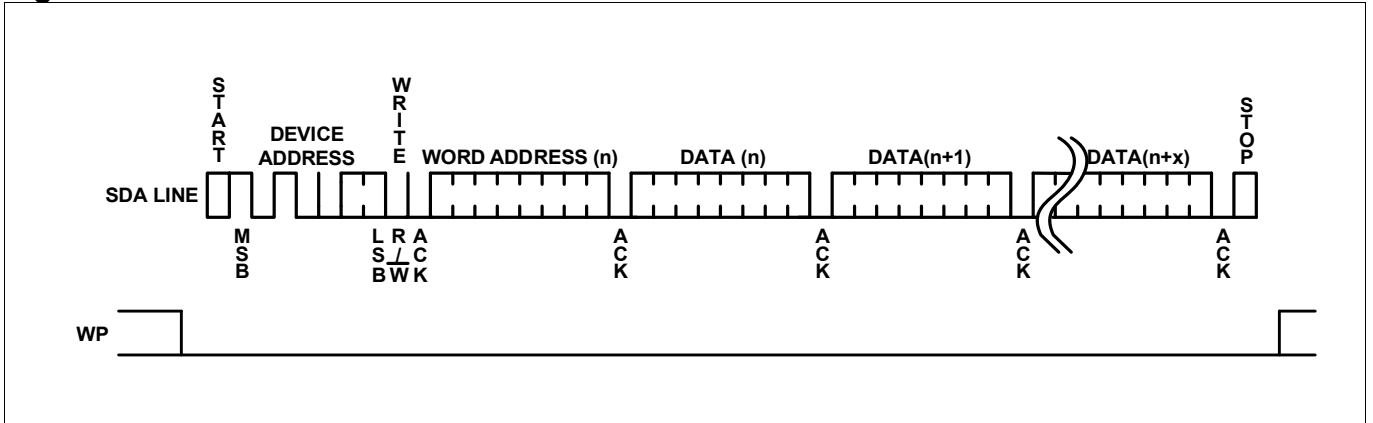 START
WRITE
STOP
DEVICE
ADDRESS
WORD ADDRESS (n)
DATA (n)
DATA(n+1)
DATA(n+x)
SDA LINE
MSB
LSB
R/W
ACK
ACK
ACK
ACK
ACK
WP